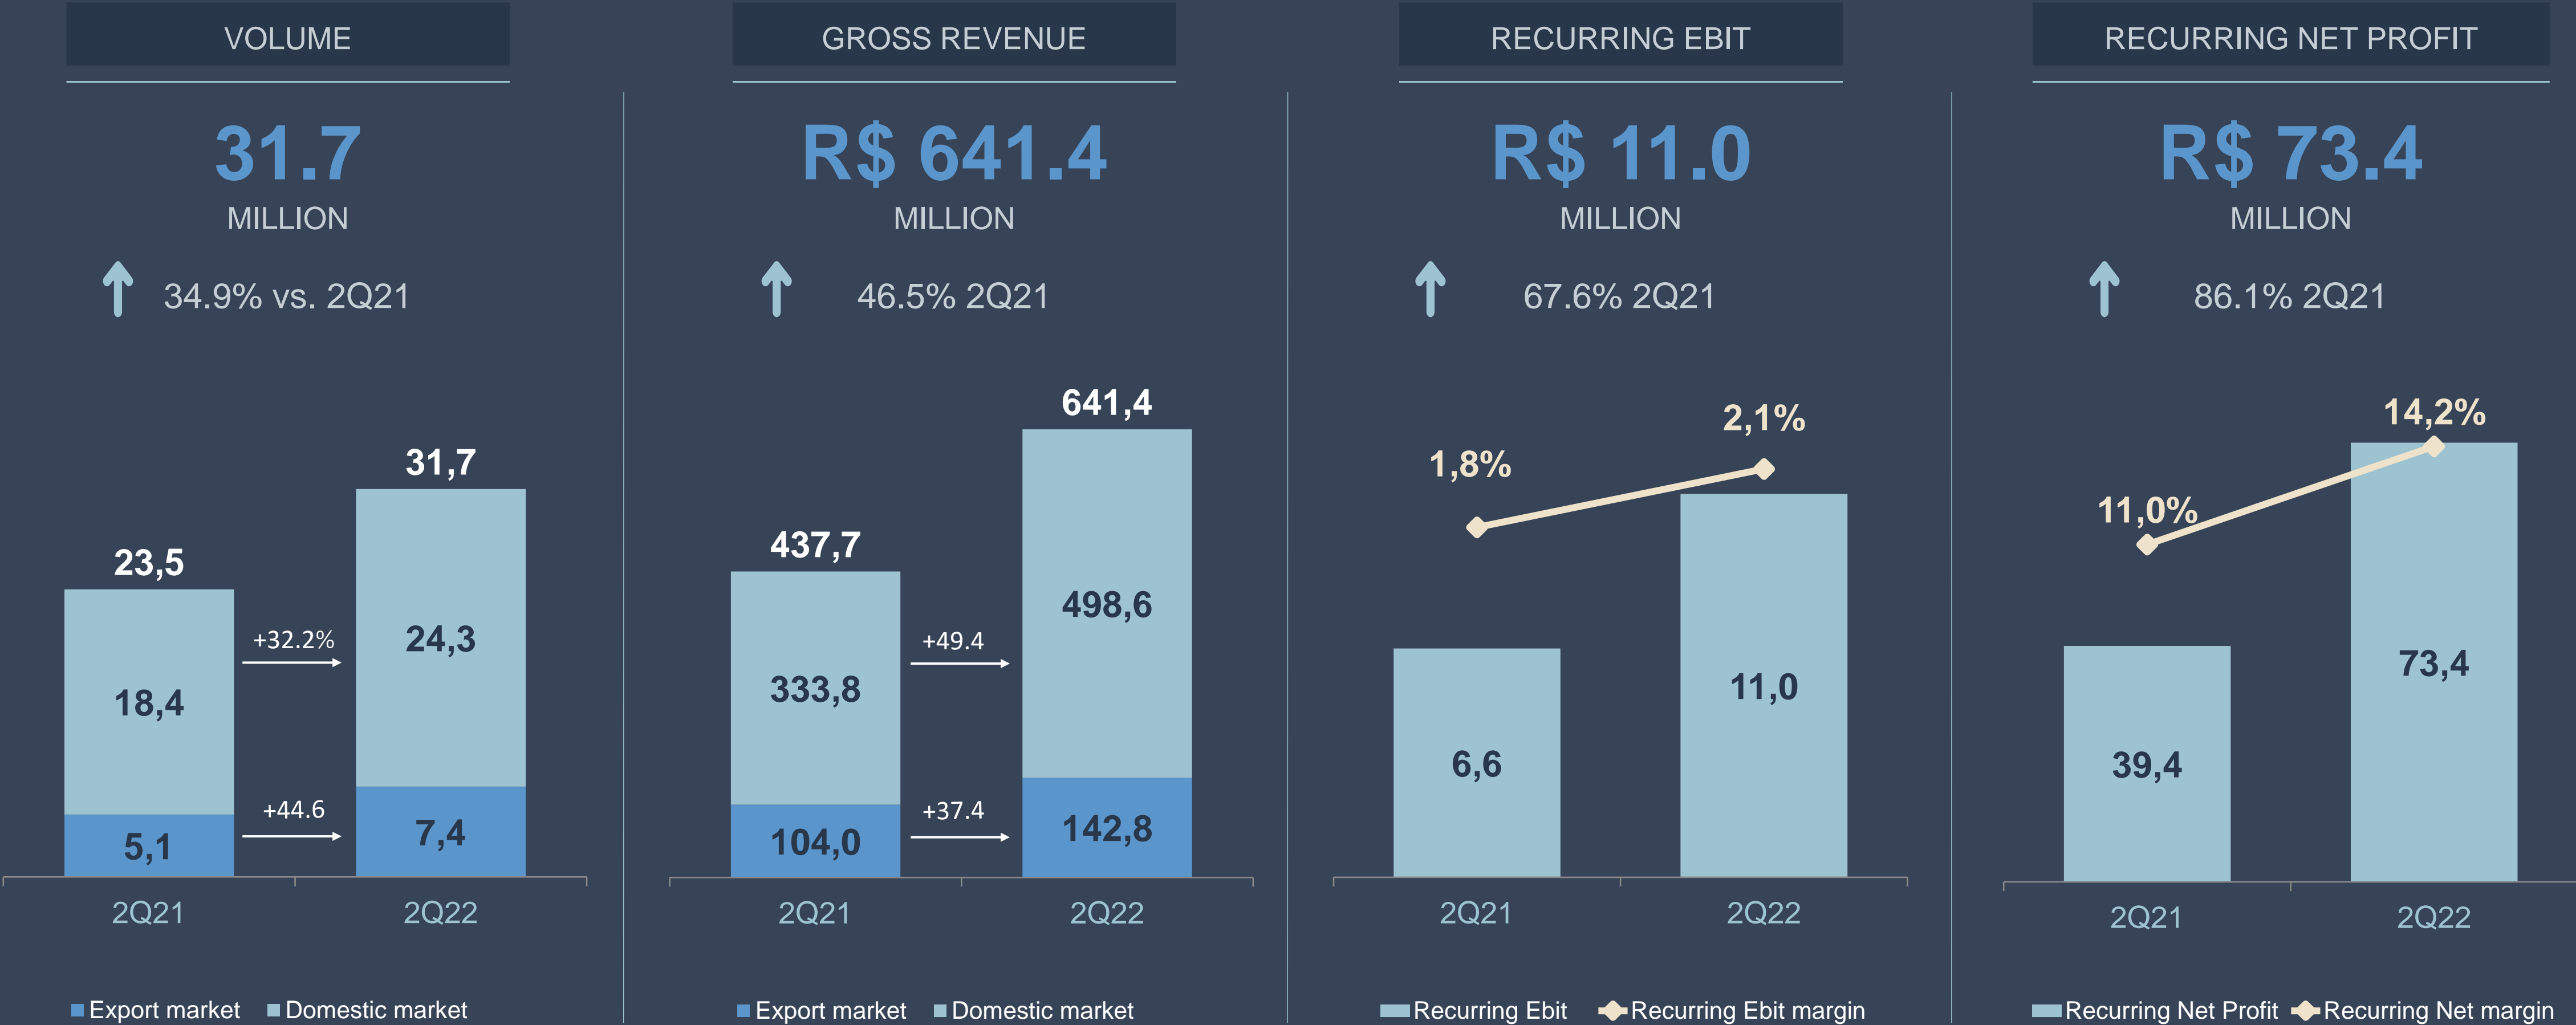 VOLUME
31.7
MILLION
34.9% vs. 2Q21
23,5
31,7
+32.2%
18,4
24,3
+44.6
5,1
7,4
2Q21
2Q22
Export market
Domestic market
GROSS REVENUE
R$ 641.4
MILLION
46.5% 2Q21
437,7
641,4
+49.4
333,8
498,6
+37.4
104,0
142,8
2Q21
2Q22
Export market
Domestic market
RECURRING EBIT
R$ 11.0
MILLION
67.6% 2Q21
1,8%
2,1%
6,6
11,0
2Q21
2Q22
Recurring Ebit
Recurring Ebit margin
RECURRING NET PROFIT
R$ 73.4
MILLION
86.1% 2Q21
11,0%
14,2%
39,4
73,4
2Q21
2Q22
Recurring Net Profit
Recurring Net margin